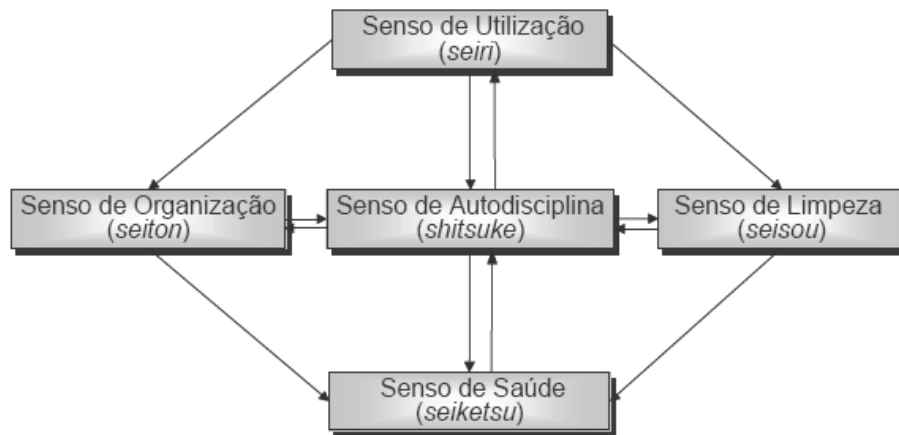 Senso de Utilização
(seiri)
Senso de Organização
(seiton)
Senso de Autodisciplina
(shitsuke)
Senso de Limpeza
(seisou)
Senso de Saúde
(seiketsu)